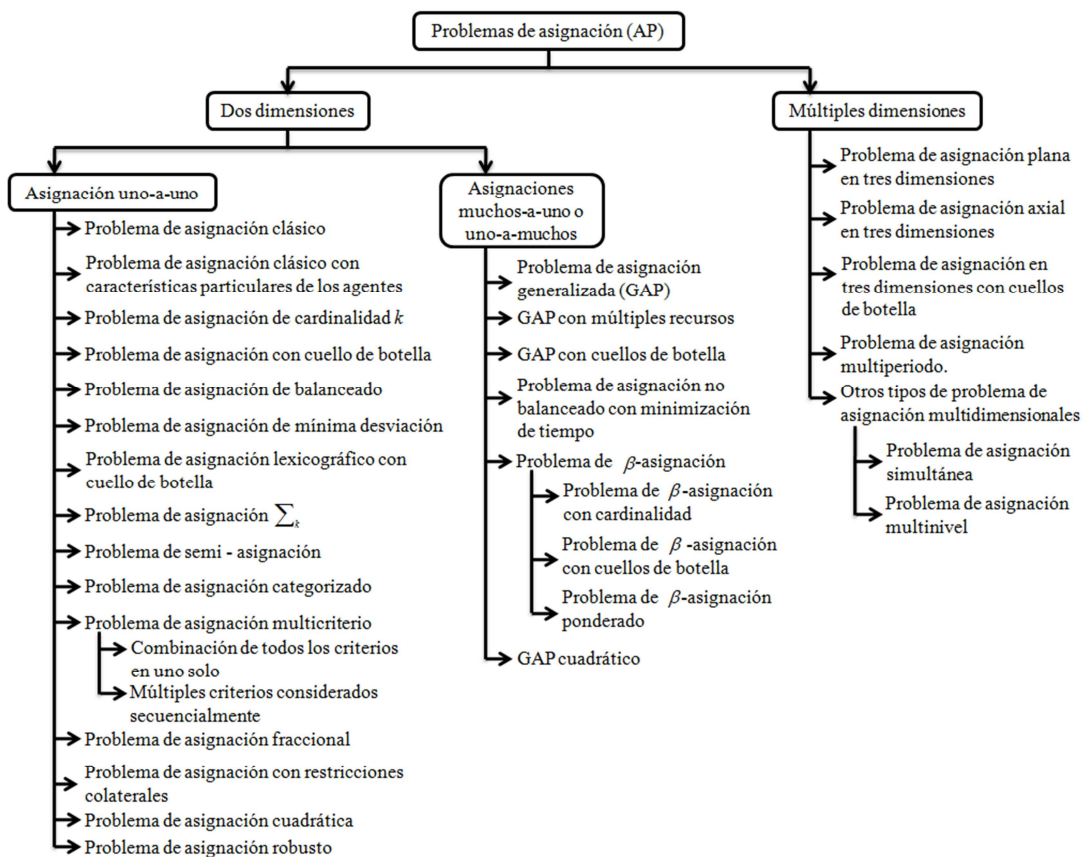 Problemas de asignación (AP)
Dos dimensiones
Múltiples dimensiones
Asignación uno-a-uno
Problema de asignación clásico
Problema de asignación clásico con
características particulares de los agentes
Problema de asignación de cardinalidad k
Problema de asignación con cuello de botella
Problema de asignación de balanceado
Problema de asignación de mínima desviación
Problema de asignación lexicográfico con
cuello de botella
Problema de asignación ∑k
Problema de semi - asignación
Problema de asignación categorizado
Problema de asignación multicriterio
Combinación de todos los criterios
en uno solo
Múltiples criterios considerados
secuencialmente
Problema de asignación fraccional
Problema de asignación con restricciones
colaterales
Problema de asignación cuadrática
Problema de asignación robusto
Asignaciones
muchos-a-uno o
uno-a-muchos
Problema de asignación
generalizada (GAP)
GAP con múltiples recursos
GAP con cuellos de botella
Problema de asignación no
balanceado con minimización
de tiempo
Problema de β-asignación
Problema de β-asignación
con cardinalidad
Problema de β-asignación
con cuellos de botella
Problema de β-asignación
ponderado
GAP cuadrático
Problema de asignación plana
en tres dimensiones
Problema de asignación axial
en tres dimensiones
Problema de asignación en
tres dimensiones con cuellos
de botella
Problema de asignación
multiperiodo.
Otros tipos de problema de
asignación multidimensionales
Problema de asignación
simultánea
Problema de asignación
multinivel